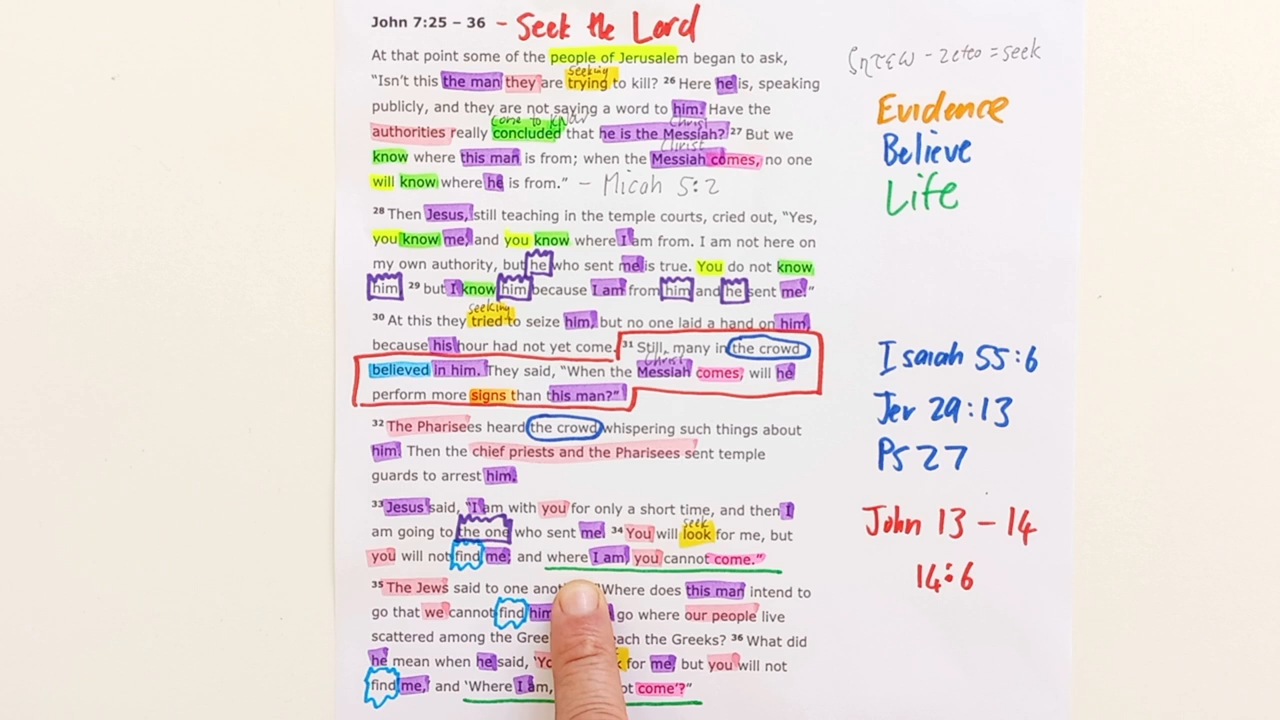 John 7:25 – 36 - Seek the Lord
At that point some of the people of Jerusalem began to ask,
seeking
"Isn't this the man they are trying to kill? 26 Here he is, speaking
publicly, and they are not saying a word to him. Have the
come to know Christ
authorities really concluded that he is the Messiah? 27 But we
Christ
know where this man is from; when the Messiah comes, no one
will know where he is from." - Micah 5:2
28 Then Jesus, still teaching in the temple courts, cried out, "Yes,
you know me, and you know where I am from. I am not here on
my own authority, but he who sent me is true. You do not know
him, 29 but I know him because I am from him and he sent me."
seeking
30 At this they tried to seize him, but no one laid a hand on him,
because his hour had not yet come. 31 Still, many in the crowd
Christ
believed in him. They said, "When the Messiah comes, will he
perform more signs than this man?"
32 The Pharisees heard the crowd whispering such things about
him. Then the chief priests and the Pharisees sent temple
guards to arrest him.
33 Jesus said, "I am with you for only a short time, and then I
seek
am going to the one who sent me. 34 You will look for me, but
you will not find me; and where I am, you cannot come."
35 The Jews said to one "Where does this man intend to
go that we cannot find him go where our people live
scattered among the teach the Greeks? 36 What did
he mean when he said, for me, but you will not
find me,' and 'Where I am, come'?"
ζητεω - zeteo = seek
Evidence
Believe
Life
Isaiah 55:6
Jer 29:13
Ps 27
John 13 - 14
14:6